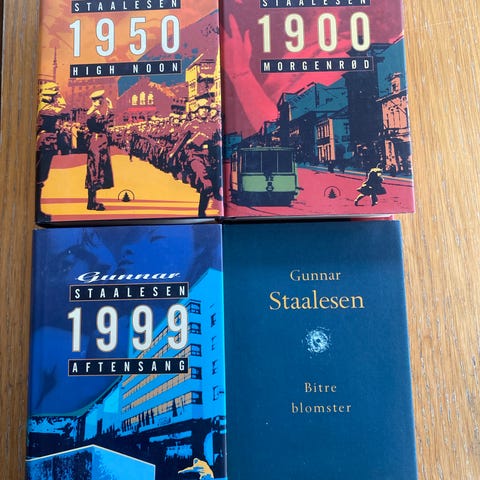 STAALESEN
1950
HIGH NOON
STAALESEN
1900
MORGENRØD
Gunnar
STAALESEN
1999
AFTENSANG
Gunnar
Staalesen
Bitre
blomster